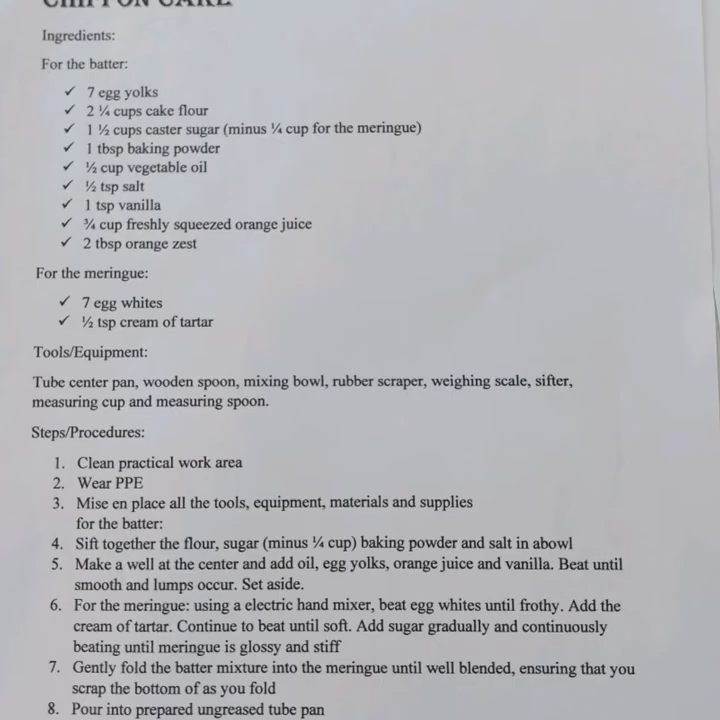 CHIFFON CAKE
Ingredients:
For the batter:
✓ 7 egg yolks
✓ 2 ¼ cups cake flour
✓ 1 ½ cups caster sugar (minus ¼ cup for the meringue)
✓ 1 tbsp baking powder
✓ ½ cup vegetable oil
✓ ½ tsp salt
✓ 1 tsp vanilla
✓ ¾ cup freshly squeezed orange juice
✓ 2 tbsp orange zest
For the meringue:
✓ 7 egg whites
✓ ½ tsp cream of tartar
Tools/Equipment:
Tube center pan, wooden spoon, mixing bowl, rubber scraper, weighing scale, sifter,
measuring cup and measuring spoon.
Steps/Procedures:
1. Clean practical work area
2. Wear PPE
3. Mise en place all the tools, equipment, materials and supplies
for the batter:
4. Sift together the flour, sugar (minus ¼ cup) baking powder and salt in abowl
5. Make a well at the center and add oil, egg yolks, orange juice and vanilla. Beat until
smooth and lumps occur. Set aside.
6. For the meringue: using a electric hand mixer, beat egg whites until frothy. Add the
cream of tartar. Continue to beat until soft. Add sugar gradually and continuously
beating until meringue is glossy and stiff
7. Gently fold the batter mixture into the meringue until well blended, ensuring that you
scrap the bottom of as you fold
8. Pour into prepared ungreased tube pan